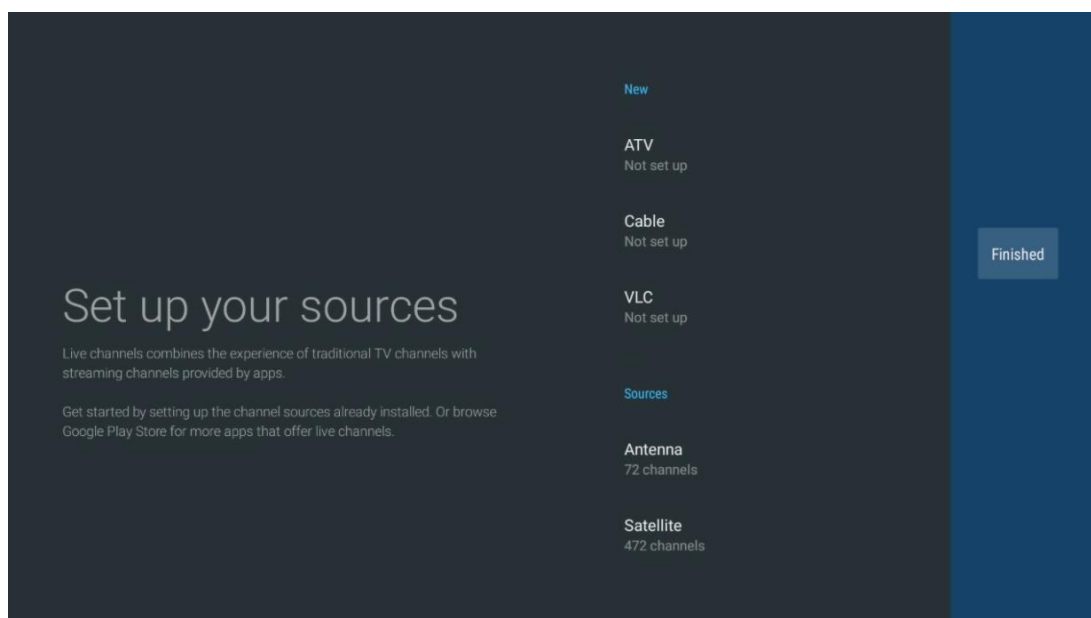 Set up your sources
Live channels combines the experience of traditional TV channels with
streaming channels provided by apps.
Get started by setting up the channel sources already installed. Or browse
Google Play Store for more apps that offer live channels.
New
ATV
Not set up
Cable
Not set up
VLC
Not set up
Sources
Antenna
72 channels
Satellite
472 channels
Finished